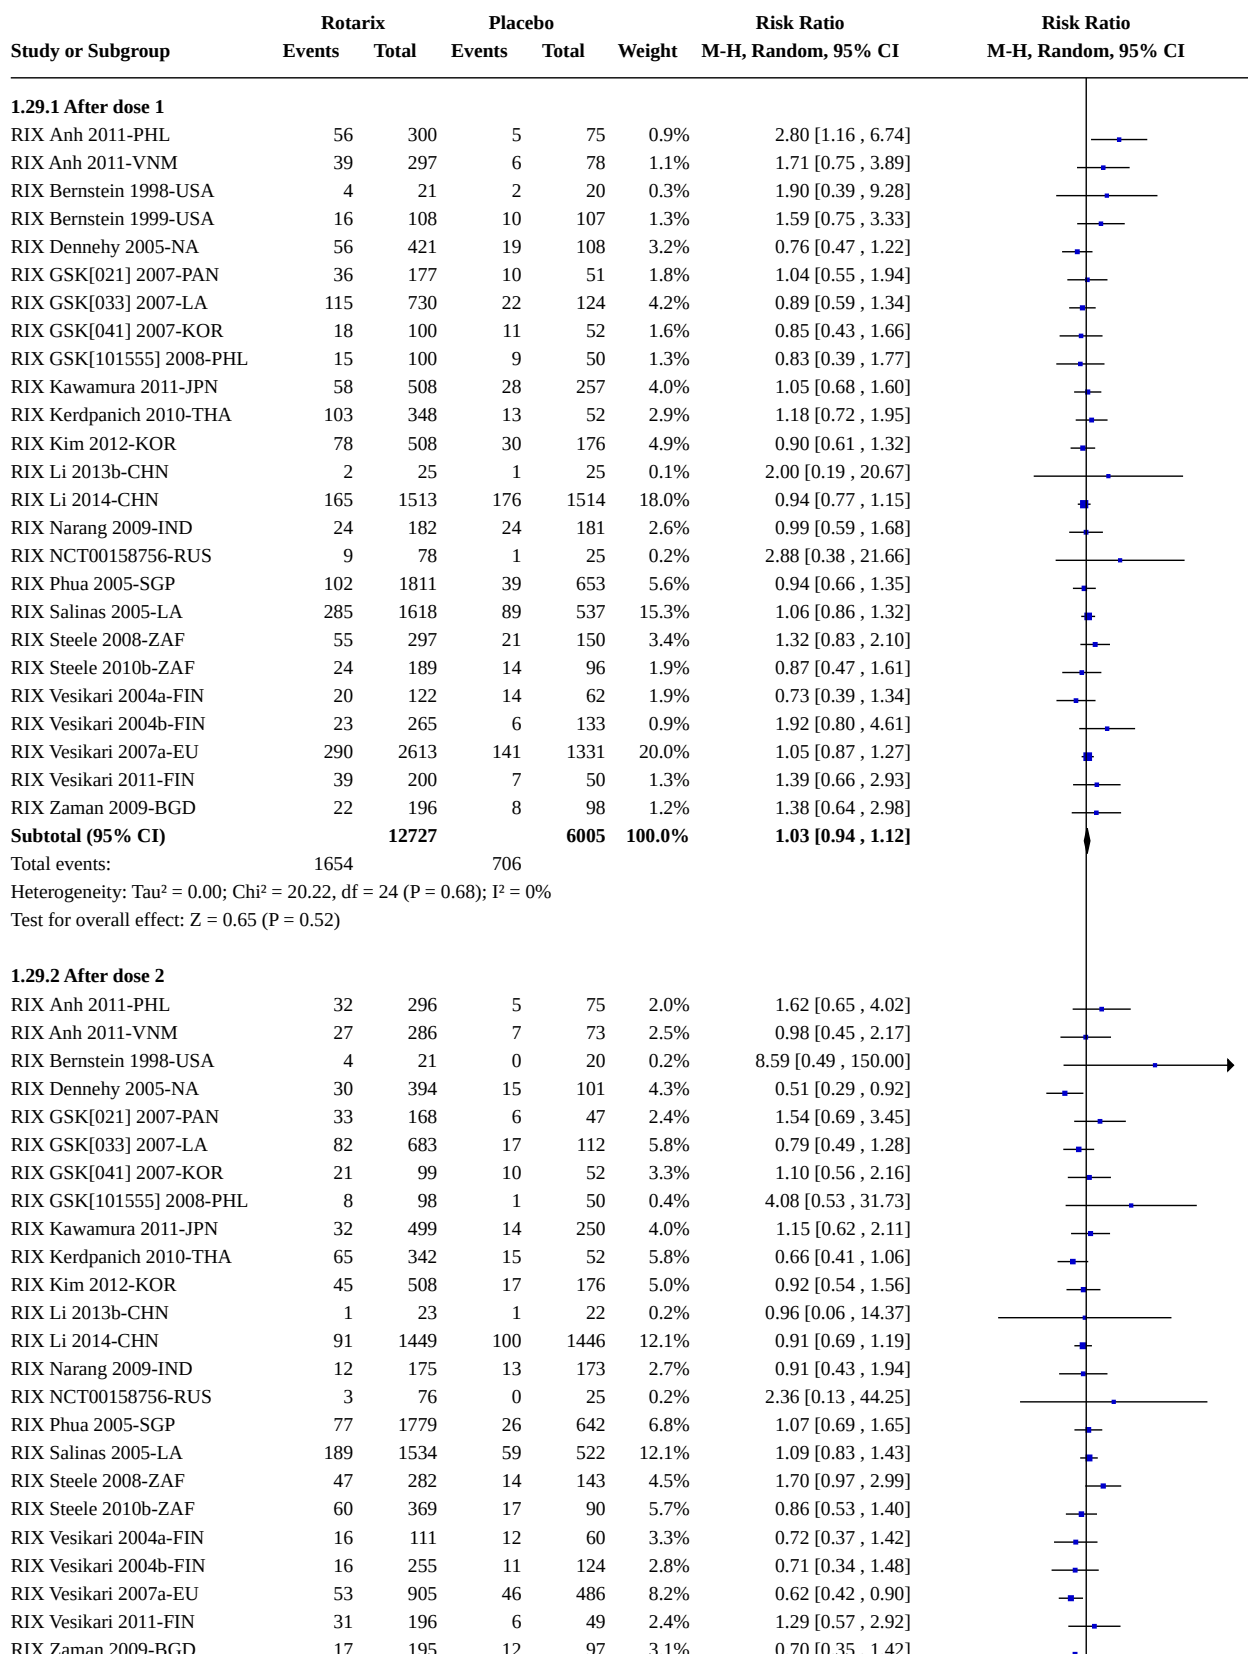 Rotarix Placebo Risk Ratio Risk Ratio
Study or Subgroup Events Total Events Total Weight M-H, Random, 95% CI M-H, Random, 95% CI
1.29.1 After dose 1
RIX Anh 2011-PHL 56 300 5 75 0.9% 2.80 [1.16 , 6.74]
RIX Anh 2011-VNM 39 297 6 78 1.1% 1.71 [0.75 , 3.89]
RIX Bernstein 1998-USA 4 21 2 20 0.3% 1.90 [0.39 , 9.28]
RIX Bernstein 1999-USA 16 108 10 107 1.3% 1.59 [0.75 , 3.33]
RIX Dennehy 2005-NA 56 421 19 108 3.2% 0.76 [0.47 , 1.22]
RIX GSK[021] 2007-PAN 36 177 10 51 1.8% 1.04 [0.55 , 1.94]
RIX GSK[033] 2007-LA 115 730 22 124 4.2% 0.89 [0.59 , 1.34]
RIX GSK[041] 2007-KOR 18 100 11 52 1.6% 0.85 [0.43 , 1.66]
RIX GSK[101555] 2008-PHL 15 100 9 50 1.3% 0.83 [0.39 , 1.77]
RIX Kawamura 2011-JPN 58 508 28 257 4.0% 1.05 [0.68 , 1.60]
RIX Kerdpanich 2010-THA 103 348 13 52 2.9% 1.18 [0.72 , 1.95]
RIX Kim 2012-KOR 78 508 30 176 4.9% 0.90 [0.61 , 1.32]
RIX Li 2013b-CHN 2 25 1 25 0.1% 2.00 [0.19 , 20.67]
RIX Li 2014-CHN 165 1513 176 1514 18.0% 0.94 [0.77 , 1.15]
RIX Narang 2009-IND 24 182 24 181 2.6% 0.99 [0.59 , 1.68]
RIX NCT00158756-RUS 9 78 1 25 0.2% 2.88 [0.38 , 21.66]
RIX Phua 2005-SGP 102 1811 39 653 5.6% 0.94 [0.66 , 1.35]
RIX Salinas 2005-LA 285 1618 89 537 15.3% 1.06 [0.86 , 1.32]
RIX Steele 2008-ZAF 55 297 21 150 3.4% 1.32 [0.83 , 2.10]
RIX Steele 2010b-ZAF 24 189 14 96 1.9% 0.87 [0.47 , 1.61]
RIX Vesikari 2004a-FIN 20 122 14 62 1.9% 0.73 [0.39 , 1.34]
RIX Vesikari 2004b-FIN 23 265 6 133 0.9% 1.92 [0.80 , 4.61]
RIX Vesikari 2007a-EU 290 2613 141 1331 20.0% 1.05 [0.87 , 1.27]
RIX Vesikari 2011-FIN 39 200 7 50 1.3% 1.39 [0.66 , 2.93]
RIX Zaman 2009-BGD 22 196 8 98 1.2% 1.38 [0.64 , 2.98]
Subtotal (95% CI) 12727 6005 100.0% 1.03 [0.94 , 1.12]
Total events: 1654 706
Heterogeneity: Tau² = 0.00; Chi² = 20.22, df = 24 (P = 0.68); I² = 0%
Test for overall effect: Z = 0.65 (P = 0.52)
1.29.2 After dose 2
RIX Anh 2011-PHL 32 296 5 75 2.0% 1.62 [0.65 , 4.02]
RIX Anh 2011-VNM 27 286 7 73 2.5% 0.98 [0.45 , 2.17]
RIX Bernstein 1998-USA 4 21 0 20 0.2% 8.59 [0.49 , 150.00]
RIX Dennehy 2005-NA 30 394 15 101 4.3% 0.51 [0.29 , 0.92]
RIX GSK[021] 2007-PAN 33 168 6 47 2.4% 1.54 [0.69 , 3.45]
RIX GSK[033] 2007-LA 82 683 17 112 5.8% 0.79 [0.49 , 1.28]
RIX GSK[041] 2007-KOR 21 99 10 52 3.3% 1.10 [0.56 , 2.16]
RIX GSK[101555] 2008-PHL 8 98 1 50 0.4% 4.08 [0.53 , 31.73]
RIX Kawamura 2011-JPN 32 499 14 250 4.0% 1.15 [0.62 , 2.11]
RIX Kerdpanich 2010-THA 65 342 15 52 5.8% 0.66 [0.41 , 1.06]
RIX Kim 2012-KOR 45 508 17 176 5.0% 0.92 [0.54 , 1.56]
RIX Li 2013b-CHN 1 23 1 22 0.2% 0.96 [0.06 , 14.37]
RIX Li 2014-CHN 91 1449 100 1446 12.1% 0.91 [0.69 , 1.19]
RIX Narang 2009-IND 12 175 13 173 2.7% 0.91 [0.43 , 1.94]
RIX NCT00158756-RUS 3 76 0 25 0.2% 2.36 [0.13 , 44.25]
RIX Phua 2005-SGP 77 1779 26 642 6.8% 1.07 [0.69 , 1.65]
RIX Salinas 2005-LA 189 1534 59 522 12.1% 1.09 [0.83 , 1.43]
RIX Steele 2008-ZAF 47 282 14 143 4.5% 1.70 [0.97 , 2.99]
RIX Steele 2010b-ZAF 60 369 17 90 5.7% 0.86 [0.53 , 1.40]
RIX Vesikari 2004a-FIN 16 111 12 60 3.3% 0.72 [0.37 , 1.42]
RIX Vesikari 2004b-FIN 16 255 11 124 2.8% 0.71 [0.34 , 1.48]
RIX Vesikari 2007a-EU 53 905 46 486 8.2% 0.62 [0.42 , 0.90]
RIX Vesikari 2011-FIN 31 196 6 49 2.4% 1.29 [0.57 , 2.92]
RIX Zaman 2009-BGD 17 195 12 97 3.1% 0.70 [0.35 , 1.42]